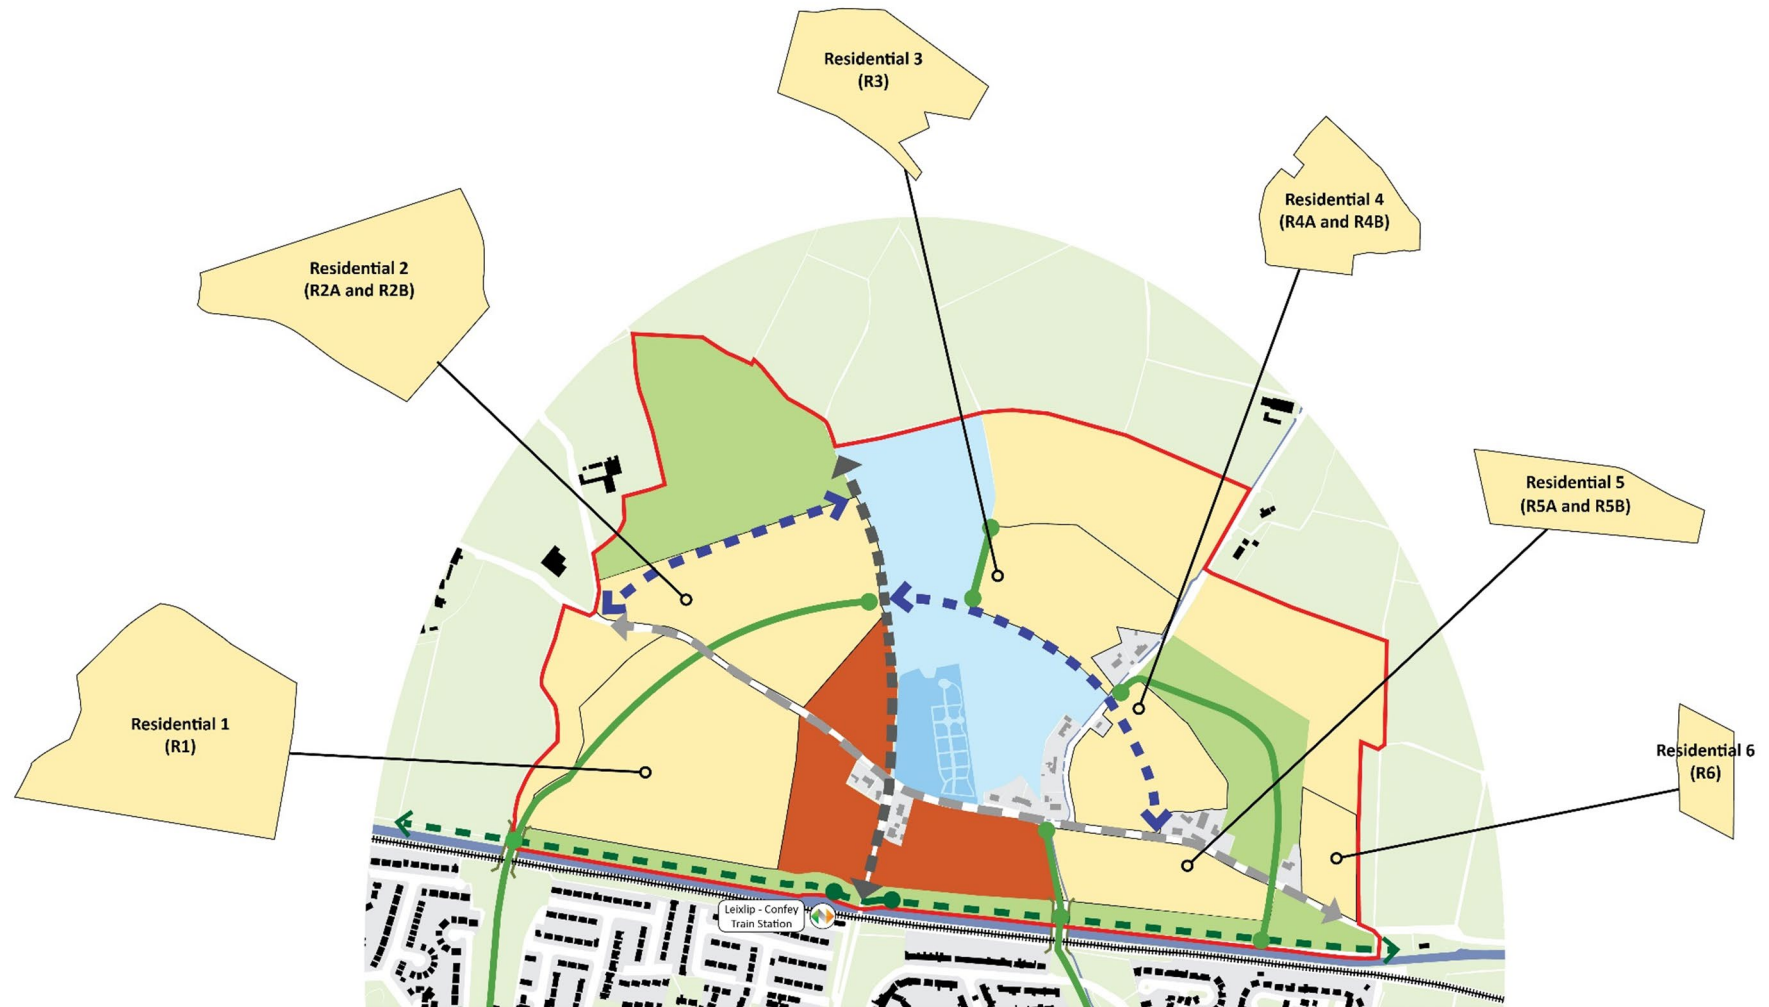 Residential 3
(R3)
Residential 4
(R4A and R4B)
Residential 2
(R2A and R2B)
Residential 5
(R5A and R5B)
Residential 1
(R1)
Residential 6
(R6)
Leixlip - Confey
Train Station